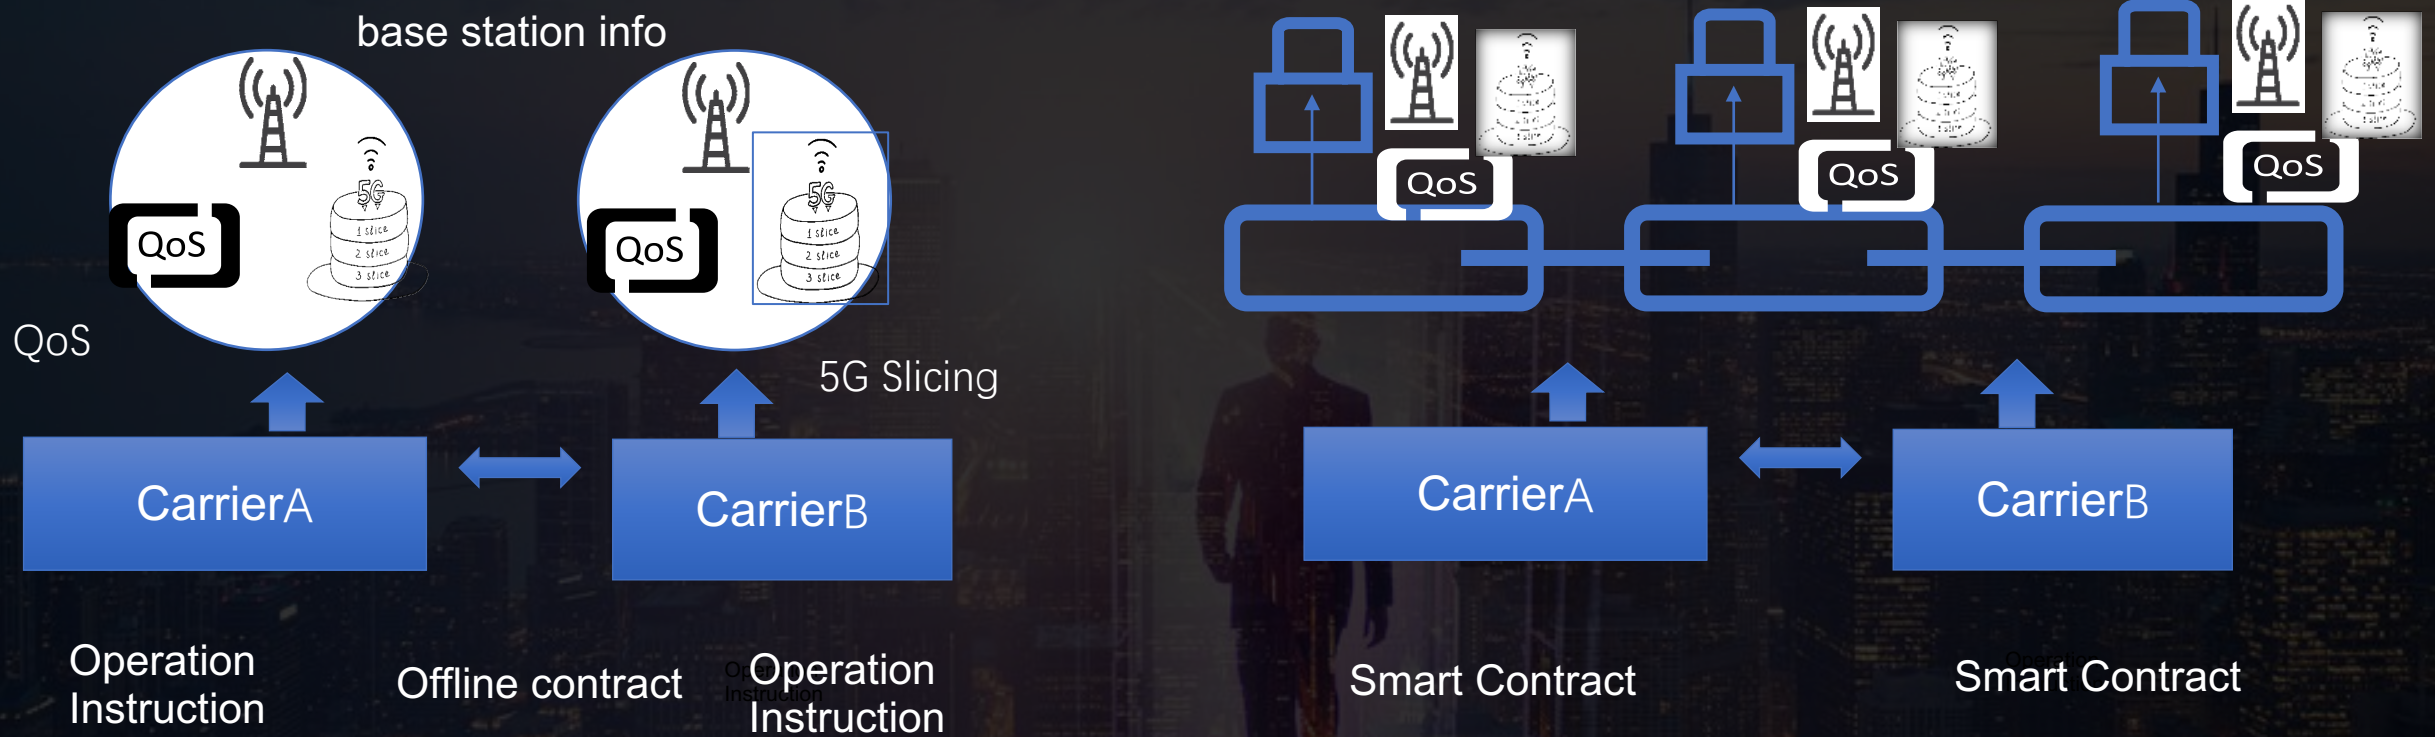 base station info
5G
1 slice
2 slice
3 slice
QoS
5G
1 slice
2 slice
3 slice
QoS
QoS
5G Slicing
CarrierA
CarrierB
Operation
Instruction
Offline contract
Operation
Instruction
QoS
QoS
QoS
CarrierA
CarrierB
Smart Contract
Smart Contract